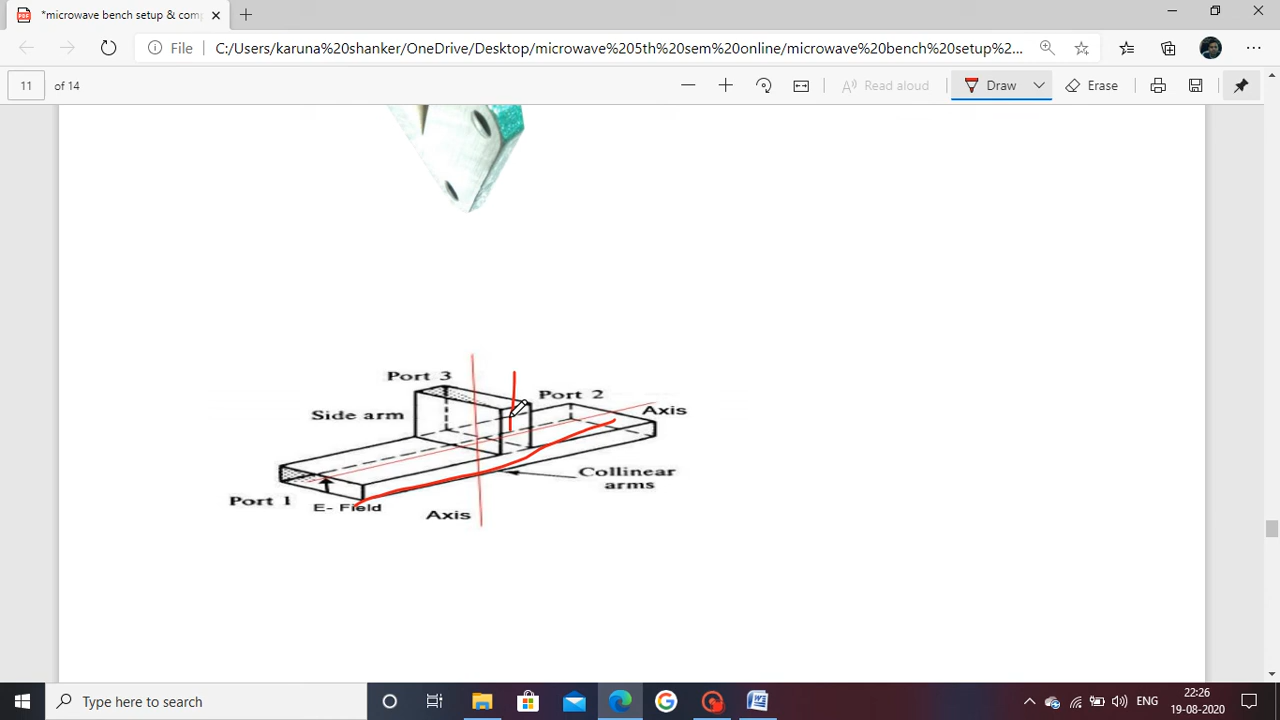 *microwave bench setup & com
File
C:/Users/karuna%20shanker/OneDrive/Desktop/microwave%205th%20sem%20online/microwave%20bench%20setup%2...
11 of 14
Read aloud
Draw
Erase
Port 3
Port 2
Side arm
Axis
Collinear
arms
Port 1
E- Field
Axis
Type here to search
ENG
22:26
19-08-2020